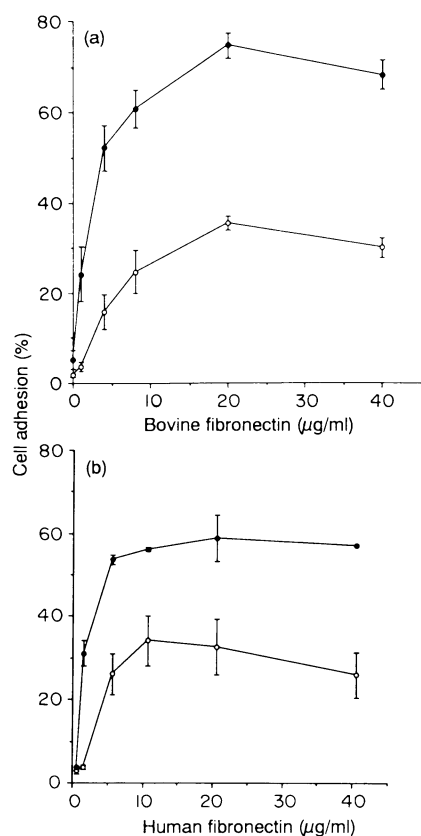 80
(a)
60
40
20
0
0 10 20 30 40
Bovine fibronectin (µg/ml)
Cell adhesion (%)
80
(b)
60
40
20
0
0 10 20 30 40
Human fibronectin (µg/ml)